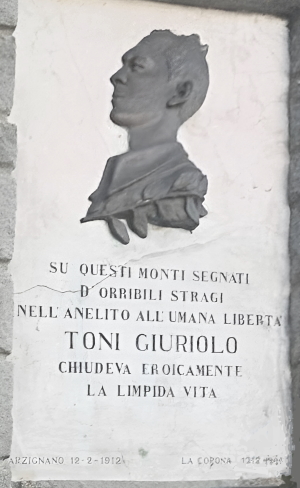 SU QUESTI MONTI SEGNATI
D'ORRIBILI STRAGI
NELL'ANELITO ALL'UMANA LIBERTA'
TONI GIURIOLO
CHIUDEVA EROICAMENTE
LA LIMPIDA VITA
ARZIGNANO 12-2-1912 LA CORONA